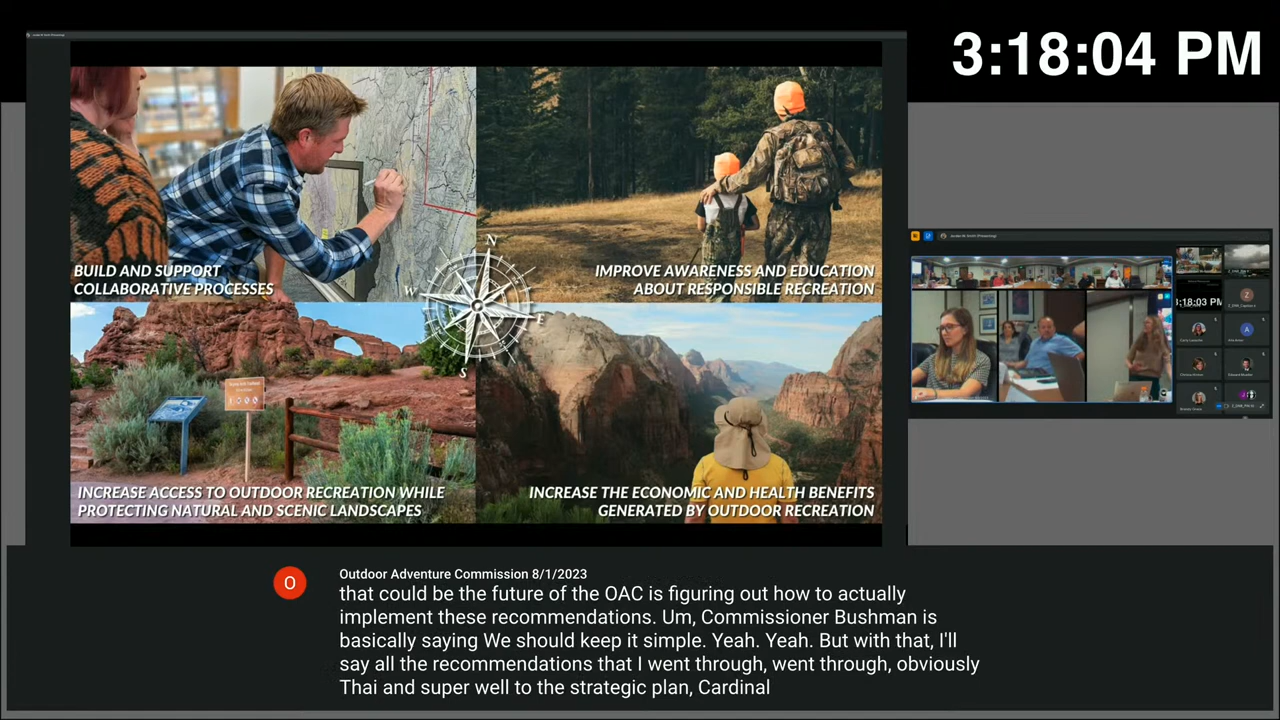 3:18:04 PM
BUILD AND SUPPORT
COLLABORATIVE PROCESSES
IMPROVE AWARENESS AND EDUCATION
ABOUT RESPONSIBLE RECREATION
N
W
E
S
INCREASE ACCESS TO OUTDOOR RECREATION WHILE
PROTECTING NATURAL AND SCENIC LANDSCAPES
INCREASE THE ECONOMIC AND HEALTH BENEFITS
GENERATED BY OUTDOOR RECREATION
:18:03 PM
O
Outdoor Adventure Commission 8/1/2023
that could be the future of the OAC is figuring out how to actually
implement these recommendations. Um, Commissioner Bushman is
basically saying We should keep it simple. Yeah. Yeah. But with that, I'll
say all the recommendations that I went through, went through, obviously
Thai and super well to the strategic plan, Cardinal